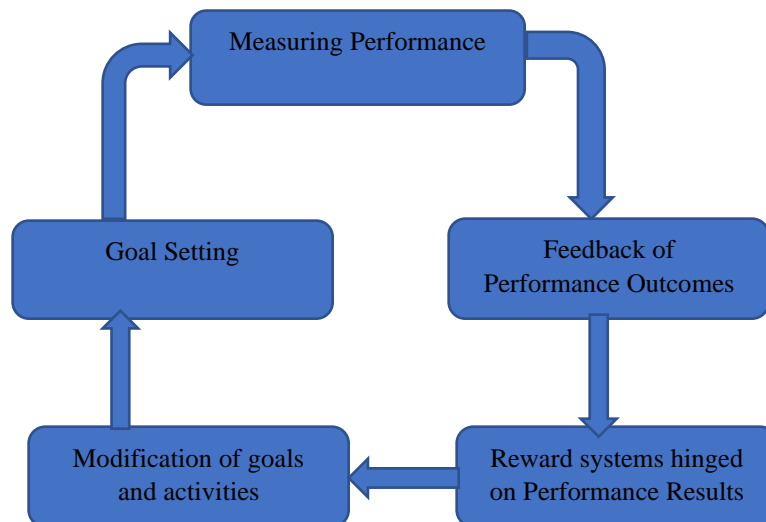 Measuring Performance
Goal Setting
Feedback of
Performance Outcomes
Modification of goals
and activities
Reward systems hinged
on Performance Results